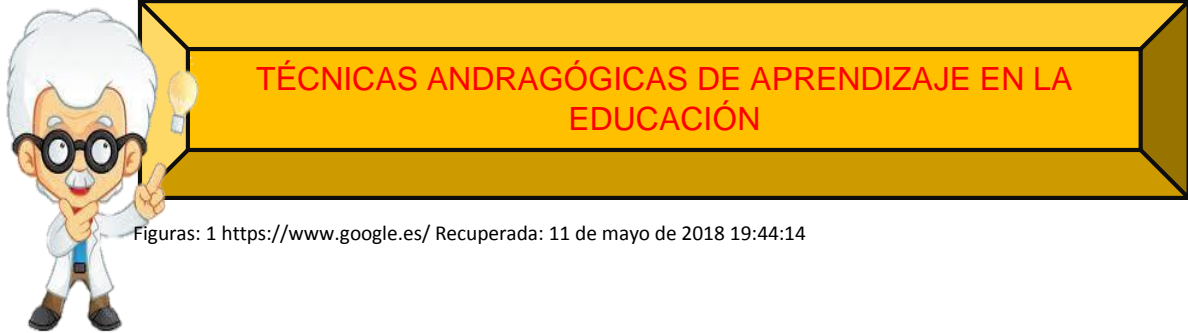 TÉCNICAS ANDRAGÓGICAS DE APRENDIZAJE EN LA
EDUCACIÓN
Figuras: 1 https://www.google.es/ Recuperada: 11 de mayo de 2018 19:44:14